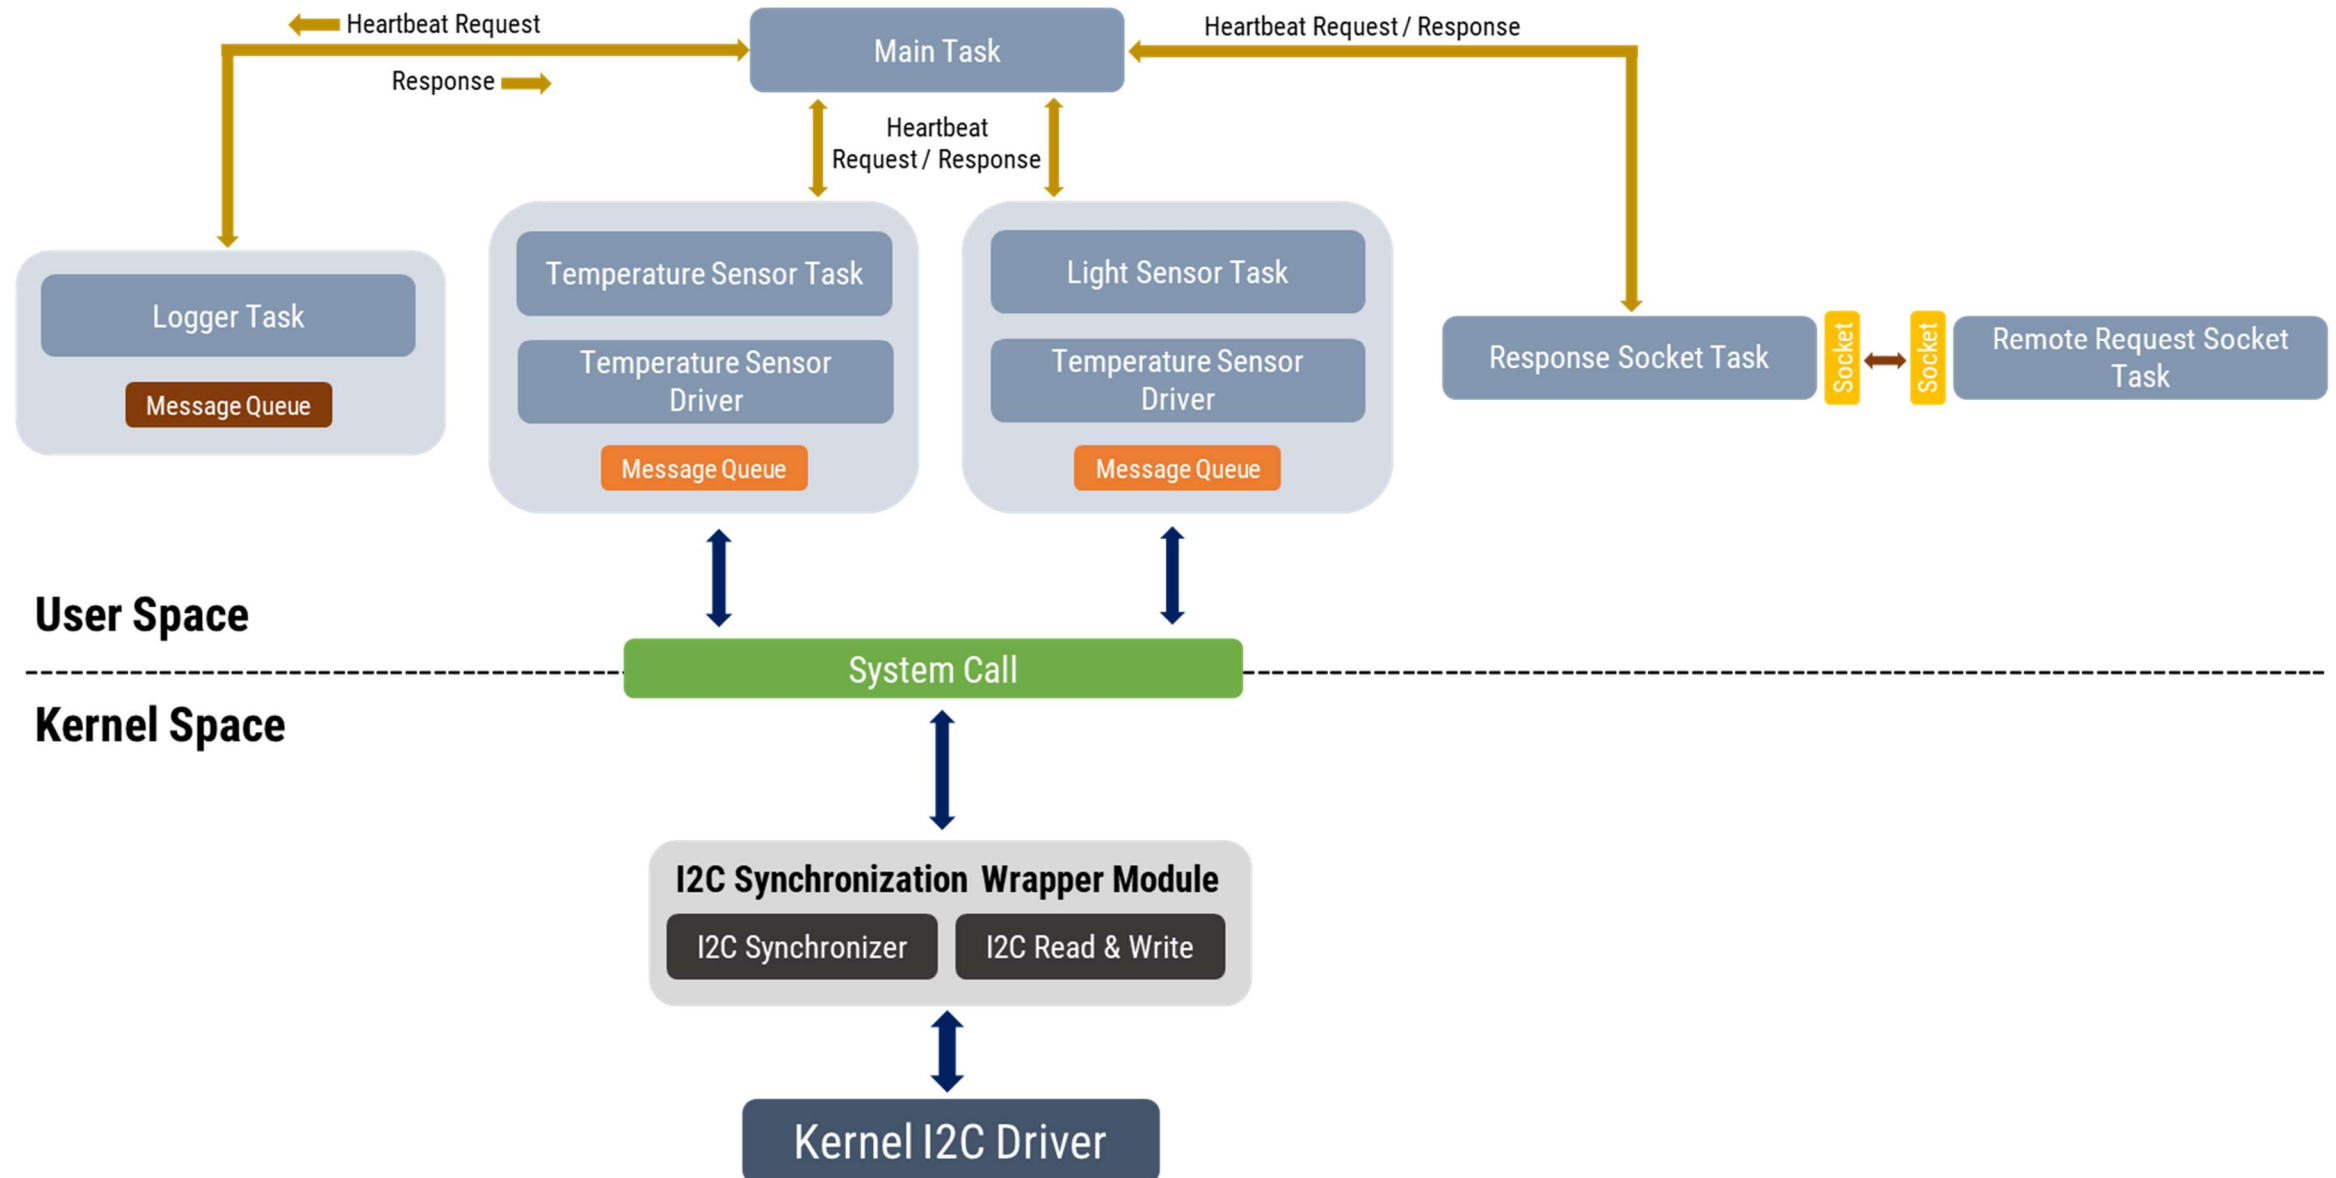 Heartbeat Request
Response
Main Task
Heartbeat Request / Response
Heartbeat
Request / Response
Logger Task
Message Queue
Temperature Sensor Task
Temperature Sensor
Driver
Message Queue
Light Sensor Task
Temperature Sensor
Driver
Message Queue
Response Socket Task
Socket
Socket
Remote Request Socket
Task
User Space
System Call
Kernel Space
I2C Synchronization Wrapper Module
I2C Synchronizer
I2C Read & Write
Kernel I2C Driver